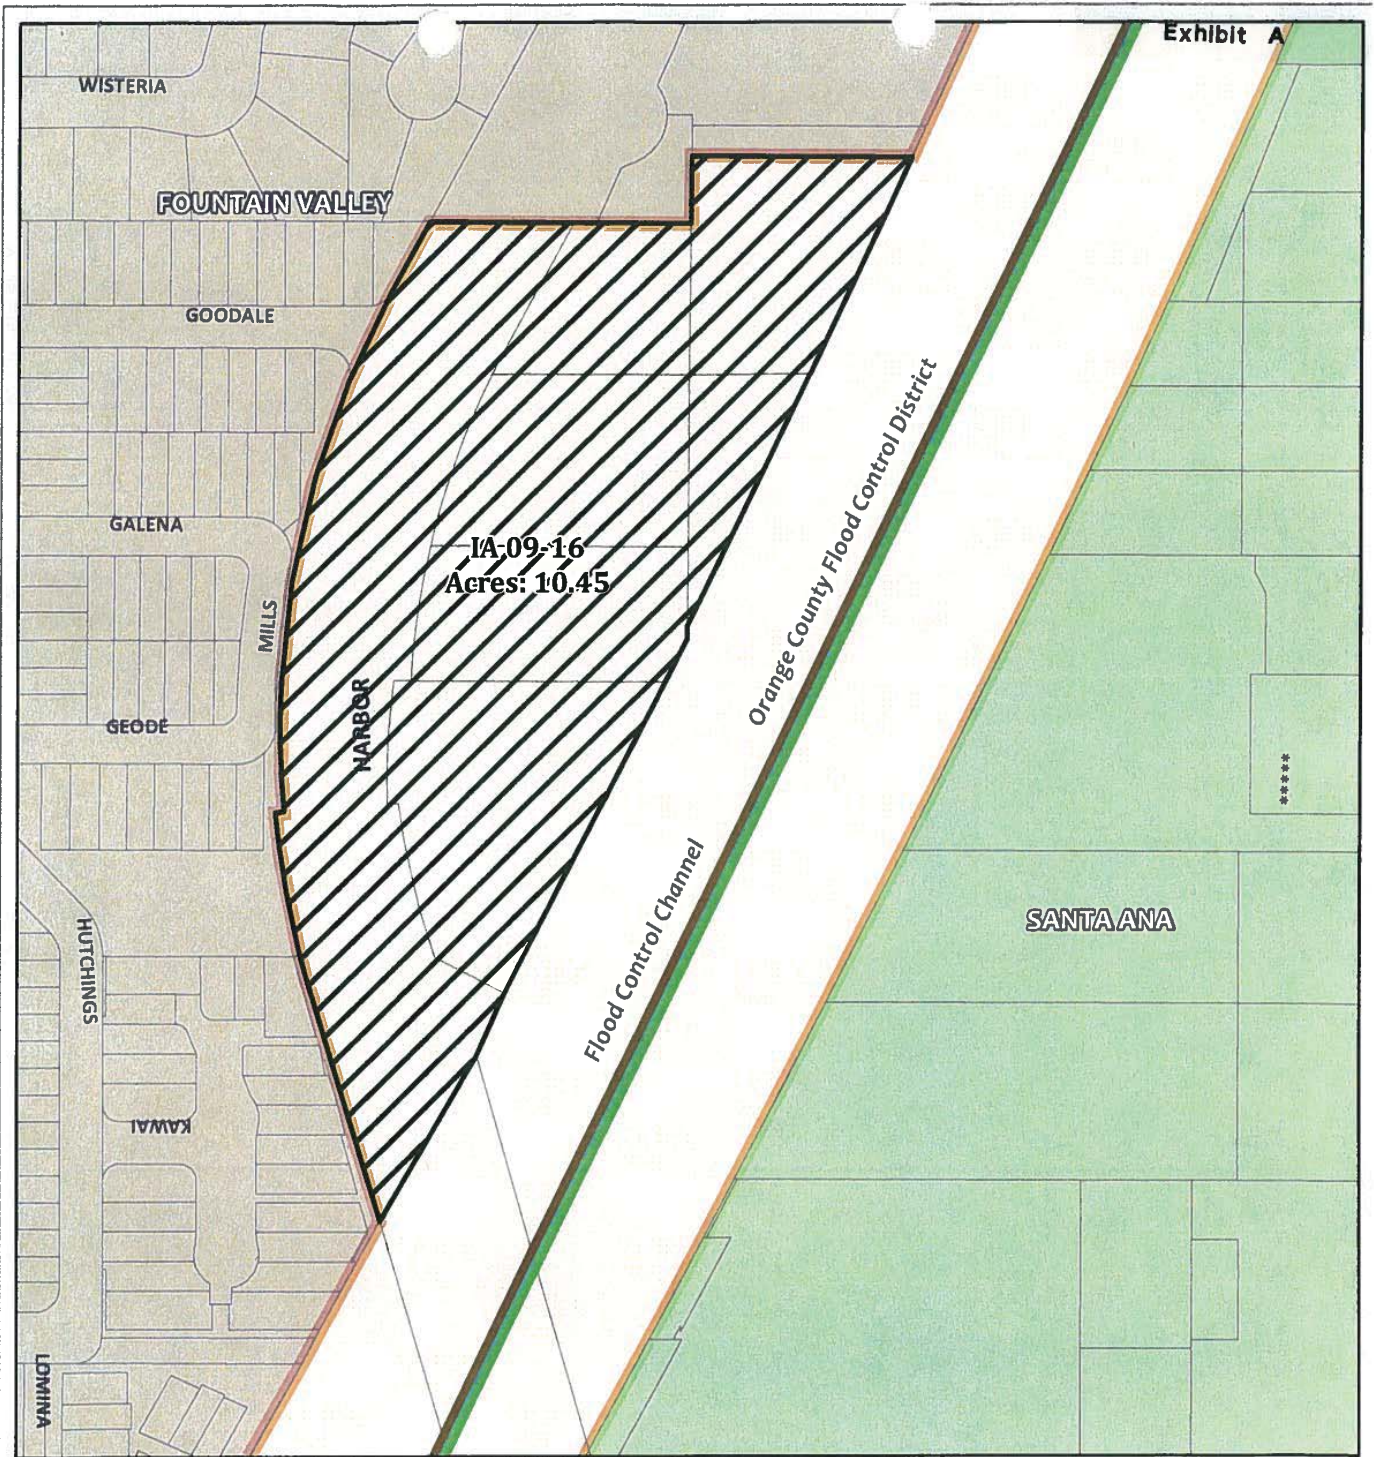 Exhibit A
WISTERIA
FOUNTAIN VALLEY
GOODALE
GALENA
IA 09-16
Acres: 10.45
MILLS
NARBOR
GEODE
Orange County Flood Control District
Flood Control Channel
*****
SANTA ANA
HUTCHINGS
KAWAI
LOMINA